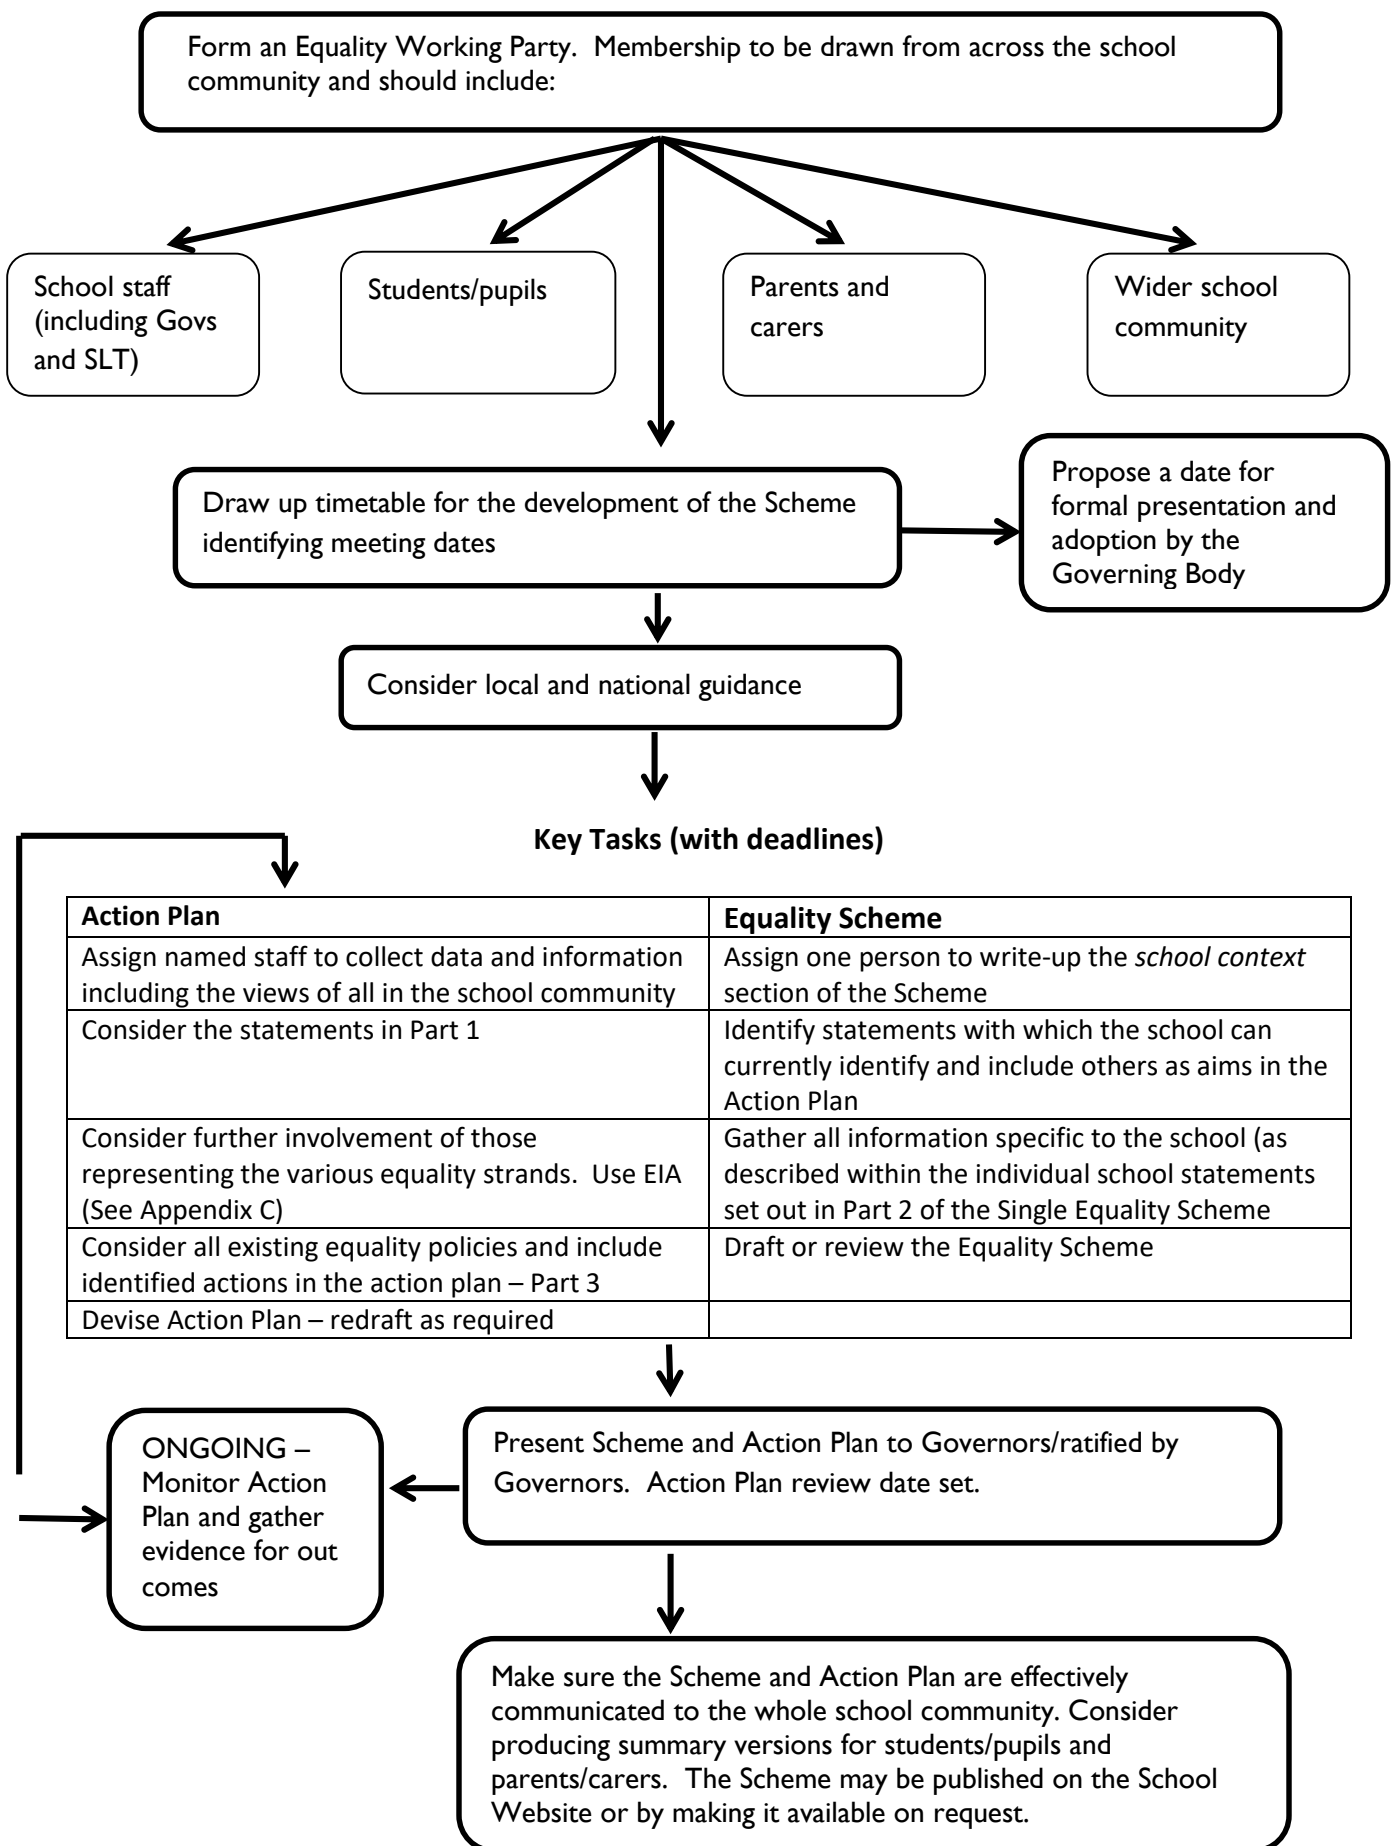 Form an Equality Working Party.  Membership to be drawn from across the school
community and should include:
School staff
(including Govs
and SLT)
Students/pupils
Parents and
carers
Wider school
community
Draw up timetable for the development of the Scheme
identifying meeting dates
Propose a date for
formal presentation and
adoption by the
Governing Body
Consider local and national guidance
Key Tasks (with deadlines)
Action Plan
Equality Scheme
Assign named staff to collect data and information
including the views of all in the school community
Assign one person to write-up the school context
section of the Scheme
Consider the statements in Part 1
Identify statements with which the school can
currently identify and include others as aims in the
Action Plan
Consider further involvement of those
representing the various equality strands.  Use EIA
(See Appendix C)
Gather all information specific to the school (as
described within the individual school statements
set out in Part 2 of the Single Equality Scheme
Consider all existing equality policies and include
identified actions in the action plan – Part 3
Draft or review the Equality Scheme
Devise Action Plan – redraft as required
ONGOING –
Monitor Action
Plan and gather
evidence for out
comes
Present Scheme and Action Plan to Governors/ratified by
Governors.  Action Plan review date set.
Make sure the Scheme and Action Plan are effectively
communicated to the whole school community. Consider
producing summary versions for students/pupils and
parents/carers.  The Scheme may be published on the School
Website or by making it available on request.